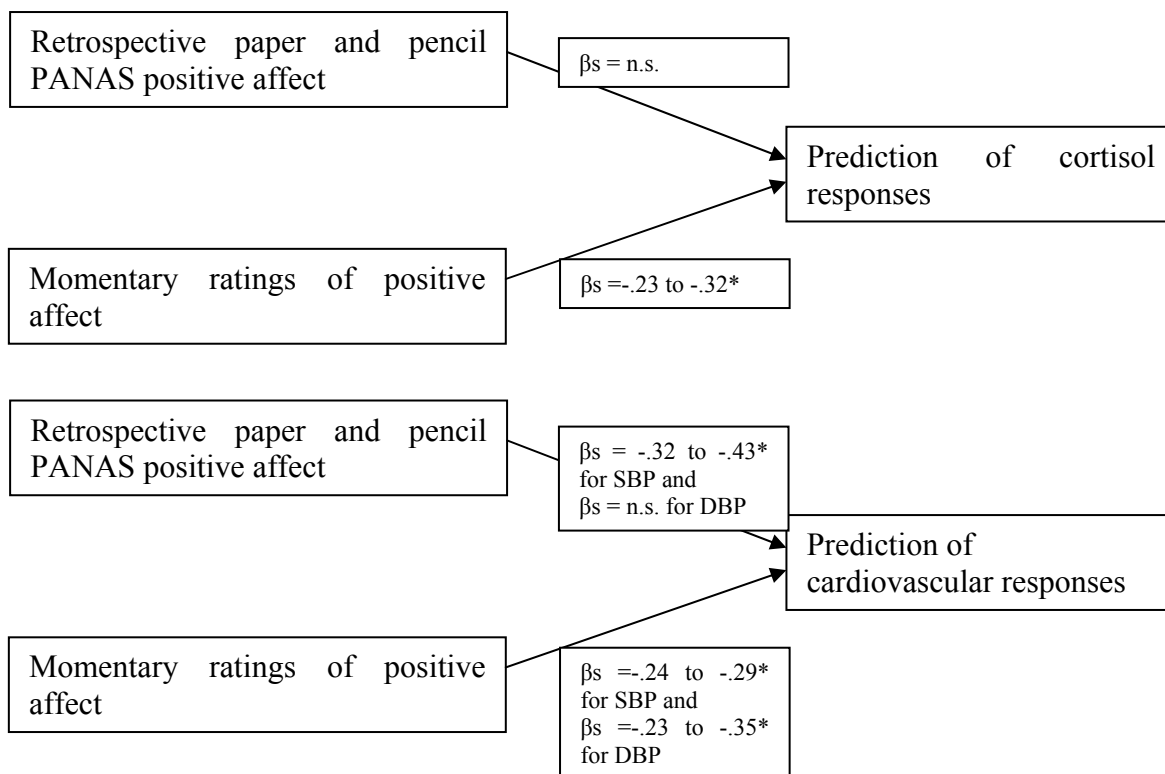 Retrospective paper and pencil
PANAS positive affect
βs = n.s.
Prediction of cortisol
responses
Momentary ratings of positive
affect
βs =-.23 to -.32*
Retrospective paper and pencil
PANAS positive affect
βs = -.32 to -.43*
for SBP and
βs = n.s. for DBP
Prediction of
cardiovascular responses
Momentary ratings of positive
affect
βs =-.24 to -.29*
for SBP and
βs =-.23 to -.35*
for DBP